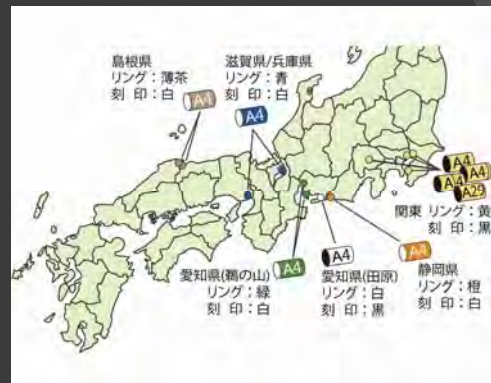 島根県
リング：薄茶
刻 印：白
A4
滋賀県/兵庫県
リング：青
刻 印：白
A4
A4
A4
A4
A29
関東 リング：黄
刻 印：黒
愛知県(鵜の山)
リング：緑
刻 印：白
A4
愛知県(田原)
リング：白
刻 印：黒
A4
静岡県
リング：橙
刻 印：白
A4